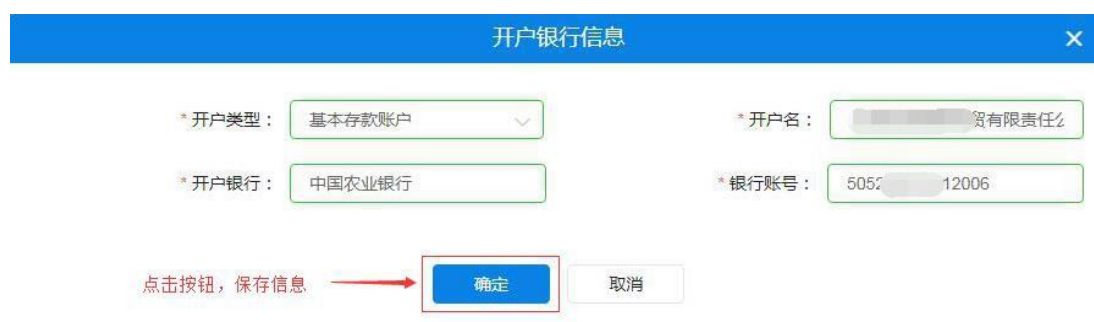 开户银行信息
* 开户类型： 基本存款账户 * 开户名： 贸有限责任公
* 开户银行： 中国农业银行 * 银行账号： 5052 12006
点击按钮，保存信息 确定 取消